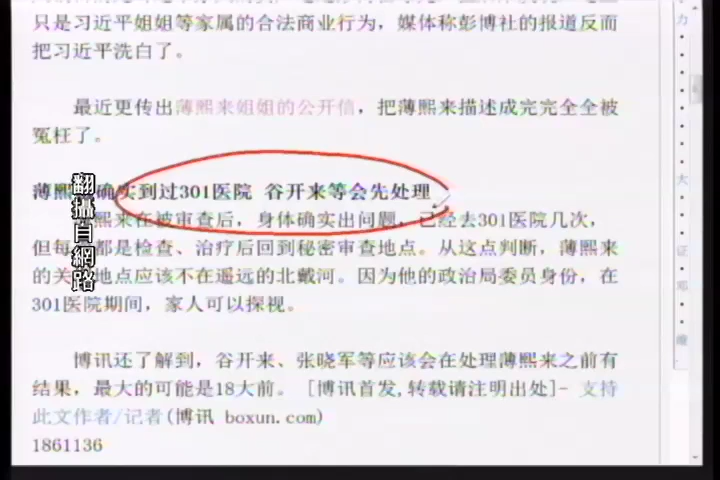 只是习近平姐姐等家属的合法商业行为，媒体称彭博社的报道反而
把习近平洗白了。
最近更传出薄熙来姐姐的公开信，把薄熙来描述成完完全全被
冤枉了。
薄熙 确实到过301医院 谷开来等会先处理
熙来在被审查后，身体确实出问题，已经去301医院几次，
但每 都是检查、治疗后回到秘密审查地点。从这点判断，薄熙来
的关 地点应该不在遥远的北戴河。因为他的政治局委员身份，在
301医院期间，家人可以探视。
博讯还了解到，谷开来、张晓军等应该会在处理薄熙来之前有
结果，最大的可能是18大前。 [博讯首发,转载请注明出处]- 支持
此文作者/记者(博讯 boxun.com)
1861136
翻攝自網路
力
大
证
邓